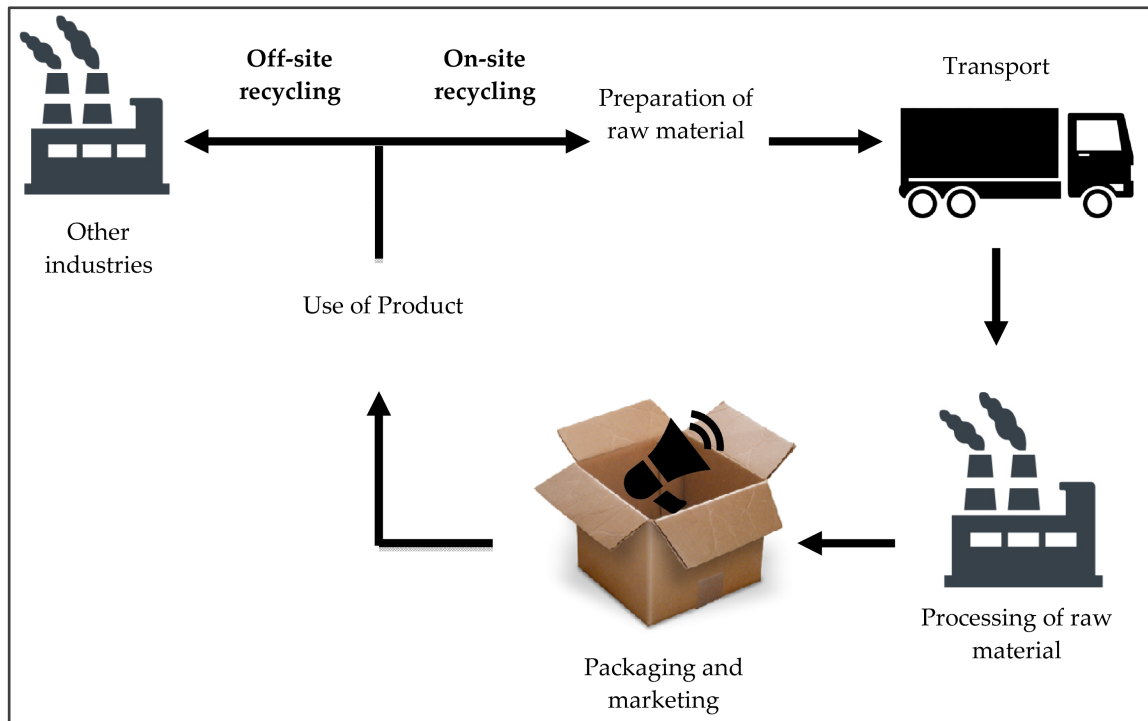 Off-site
recycling
On-site
recycling
Preparation of
raw material
Transport
Other
industries
Use of Product
Processing of raw
material
Packaging and
marketing